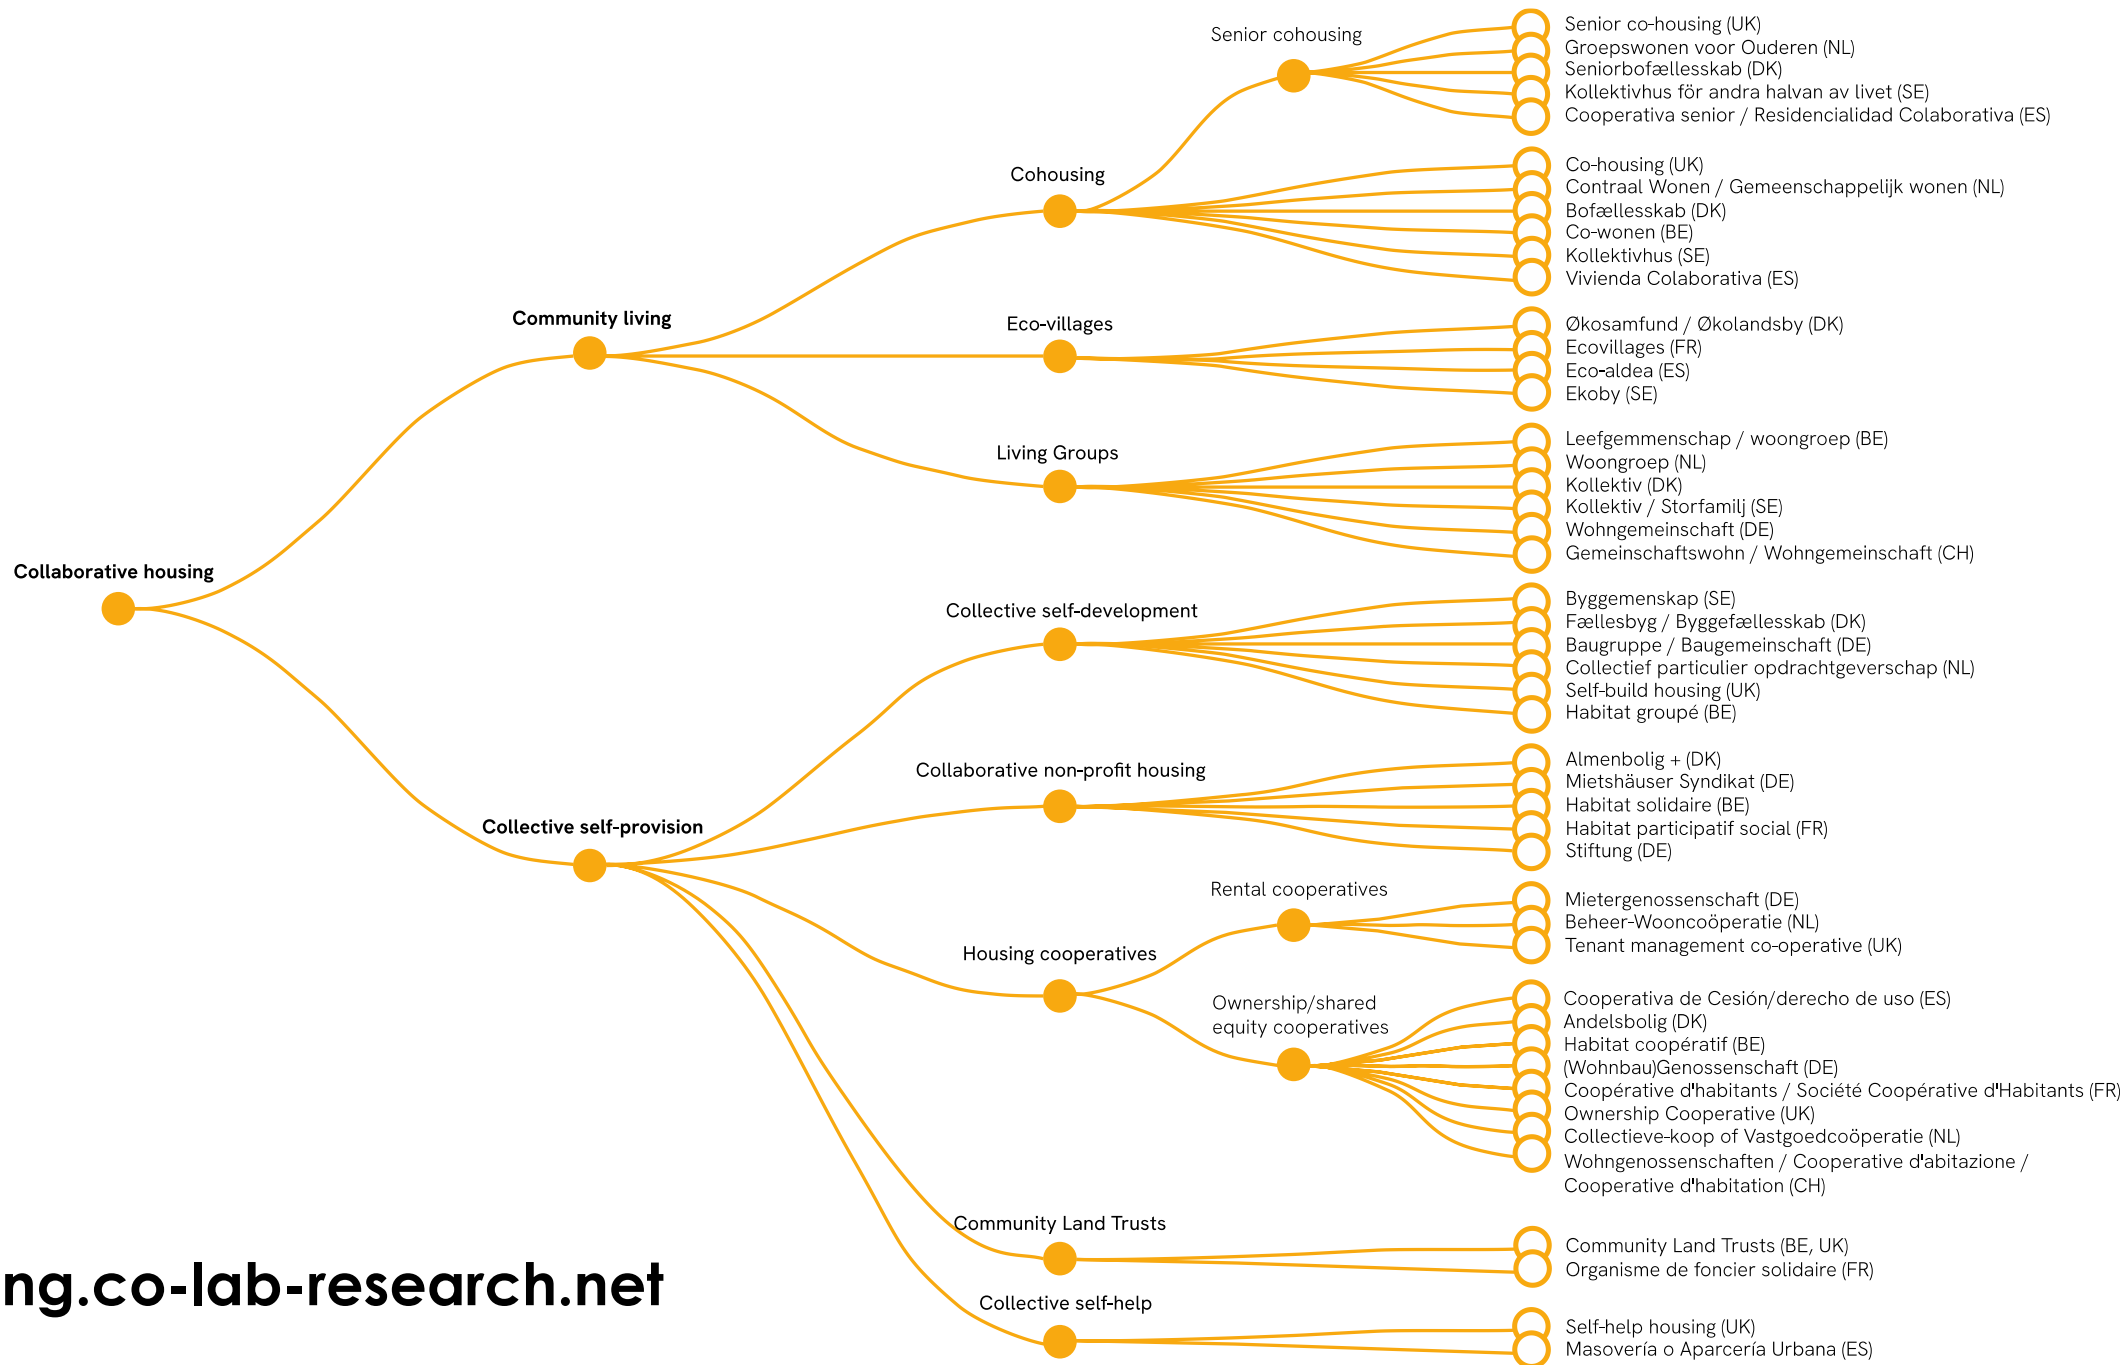 Collaborative housing
Community living
Cohousing
Senior cohousing
Senior co-housing (UK)
Groepswonen voor Ouderen (NL)
Seniorbofællesskab (DK)
Kollektivhus för andra halvan av livet (SE)
Cooperativa senior / Residencialidad Colaborativa (ES)
Co-housing (UK)
Contraal Wonen / Gemeenschappelijk wonen (NL)
Bofællesskab (DK)
Co-wonen (BE)
Kollektivhus (SE)
Vivienda Colaborativa (ES)
Eco-villages
Økosamfund / Økolandsby (DK)
Ecovillages (FR)
Eco-aldea (ES)
Ekoby (SE)
Living Groups
Leefgemmenschap / woongroep (BE)
Woongroep (NL)
Kollektiv (DK)
Kollektiv / Storfamilj (SE)
Wohngemeinschaft (DE)
Gemeinschaftswohn / Wohngemeinschaft (CH)
Collective self-provision
Collective self-development
Byggemenskap (SE)
Fællesbyg / Byggefællesskab (DK)
Baugruppe / Baugemeinschaft (DE)
Collectief particulier opdrachtgeverschap (NL)
Self-build housing (UK)
Habitat groupé (BE)
Collaborative non-profit housing
Almenbolig + (DK)
Mietshäuser Syndikat (DE)
Habitat solidaire (BE)
Habitat participatif social (FR)
Stiftung (DE)
Housing cooperatives
Rental cooperatives
Mietergenossenschaft (DE)
Beheer-Wooncoöperatie (NL)
Tenant management co-operative (UK)
Ownership/shared
equity cooperatives
Cooperativa de Cesión/derecho de uso (ES)
Andelsbolig (DK)
Habitat coopératif (BE)
(Wohnbau)Genossenschaft (DE)
Coopérative d'habitants / Société Coopérative d'Habitants (FR)
Ownership Cooperative (UK)
Collectieve-koop of Vastgoedcoöperatie (NL)
Wohngenossenschaften / Cooperative d'abitazione /
Cooperative d'habitation (CH)
Community Land Trusts
Community Land Trusts (BE, UK)
Organisme de foncier solidaire (FR)
Collective self-help
Self-help housing (UK)
Masovería o Aparcería Urbana (ES)
ng.co-lab-research.net